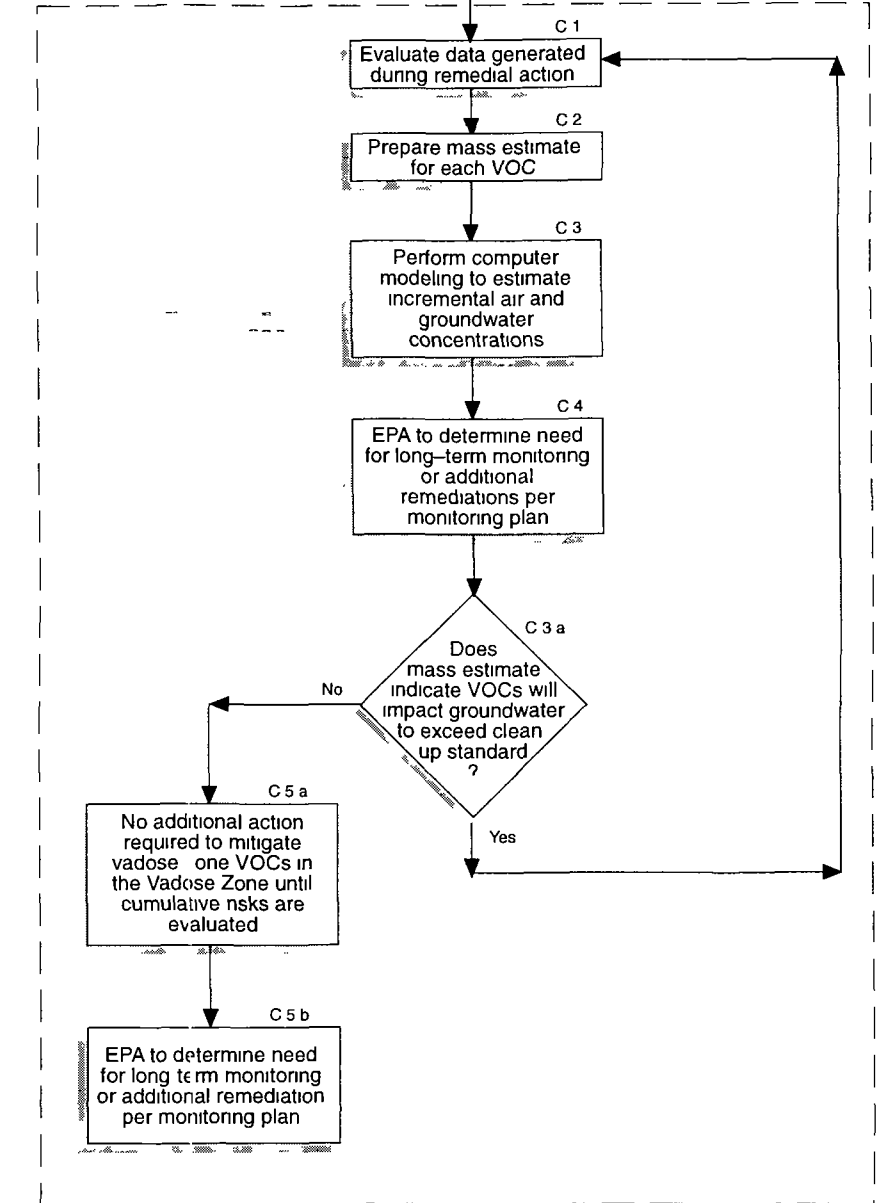 C 1
Evaluate data generated
during remedial action
C 2
Prepare mass estimate
for each VOC
C 3
Perform computer
modeling to estimate
incremental air and
groundwater
concentrations
C 4
EPA to determine need
for long–term monitoring
or additional
remediations per
monitoring plan
C 3 a
Does
mass estimate
indicate VOCs will
impact groundwater
to exceed clean
up standard
?
No
Yes
C 5 a
No additional action
required to mitigate
vadose one VOCs in
the Vadose Zone until
cumulative risks are
evaluated
C 5 b
EPA to determine need
for long term monitoring
or additional remediation
per monitoring plan